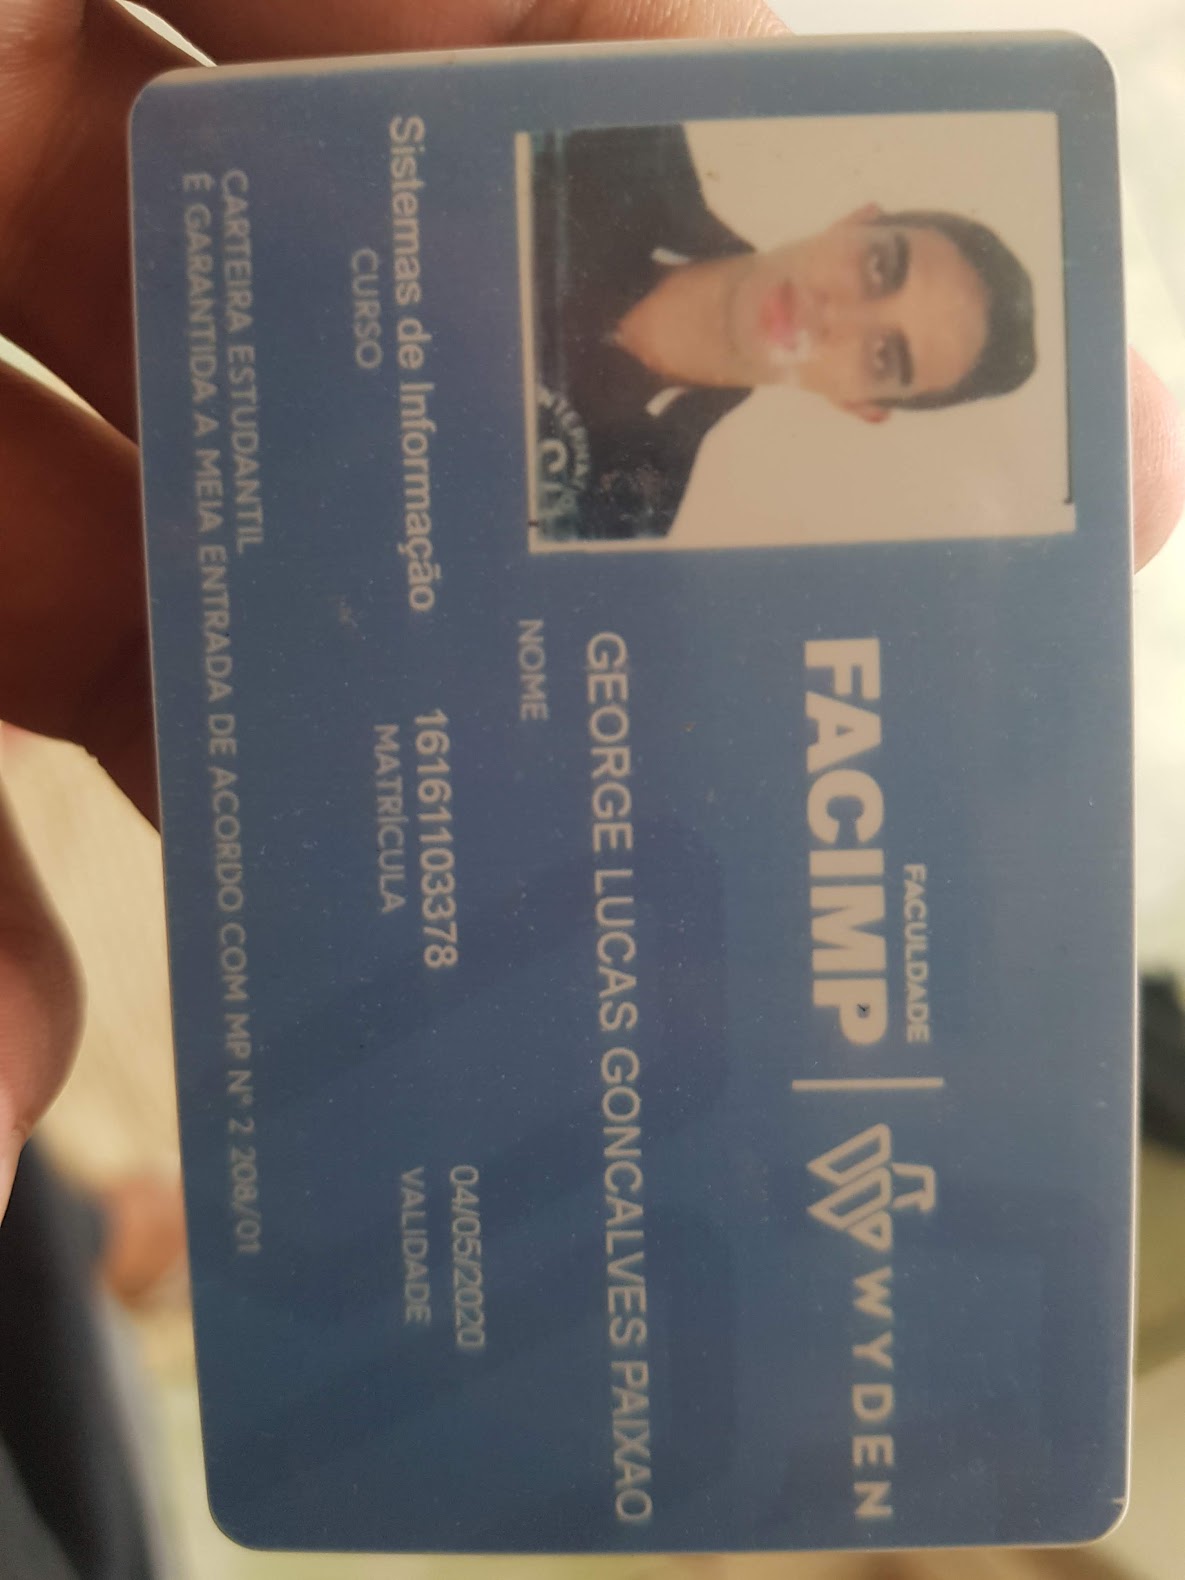 FACULDADE
FACIMP
WYDEN
GEORGE LUCAS GONCALVES PAIXAO
NOME
Sistemas de Informação
CURSO
161611103378
MATRÍCULA
04/05/2020
VALIDADE
CARTEIRA ESTUDANTIL
É GARANTIDA A MEIA ENTRADA DE ACORDO COM MP Nº 2 208/01